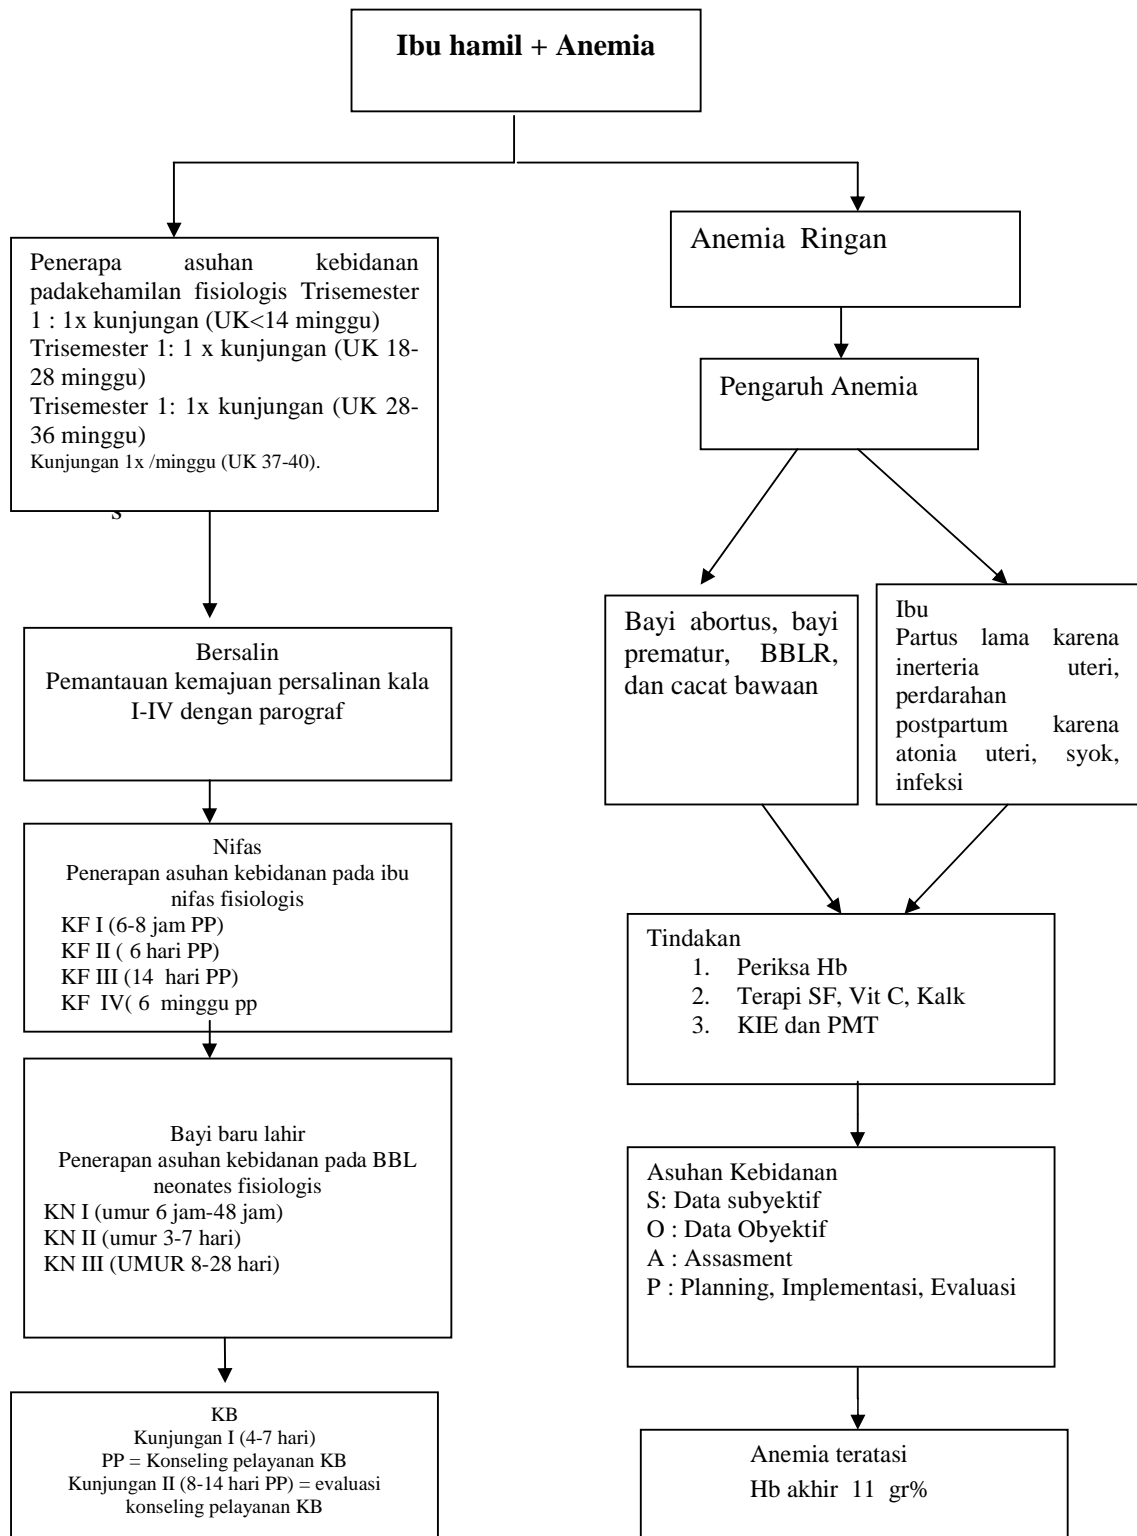 Ibu hamil + Anemia
Penerapa asuhan kebidanan
padakehamilan fisiologis Trisemester
1 : 1x kunjungan (UK<14 minggu)
Trisemester 1: 1 x kunjungan (UK 18-
28 minggu)
Trisemester 1: 1x kunjungan (UK 28-
36 minggu)
Kunjungan 1x /minggu (UK 37-40).
s
Bersalin
Pemantauan kemajuan persalinan kala
I-IV dengan parograf
Nifas
Penerapan asuhan kebidanan pada ibu
nifas fisiologis
KF I (6-8 jam PP)
KF II ( 6 hari PP)
KF III (14 hari PP)
KF IV( 6 minggu pp
Bayi baru lahir
Penerapan asuhan kebidanan pada BBL
neonates fisiologis
KN I (umur 6 jam-48 jam)
KN II (umur 3-7 hari)
KN III (UMUR 8-28 hari)
KB
Kunjungan I (4-7 hari)
PP = Konseling pelayanan KB
Kunjungan II (8-14 hari PP) = evaluasi
konseling pelayanan KB
Anemia Ringan
Pengaruh Anemia
Bayi abortus, bayi
prematur, BBLR,
dan cacat bawaan
Ibu
Partus lama karena
inerteria uteri,
perdarahan
postpartum karena
atonia uteri, syok,
infeksi
Tindakan
1. Periksa Hb
2. Terapi SF, Vit C, Kalk
3. KIE dan PMT
Asuhan Kebidanan
S: Data subyektif
O : Data Obyektif
A : Assasment
P : Planning, Implementasi, Evaluasi
Anemia teratasi
Hb akhir 11 gr%